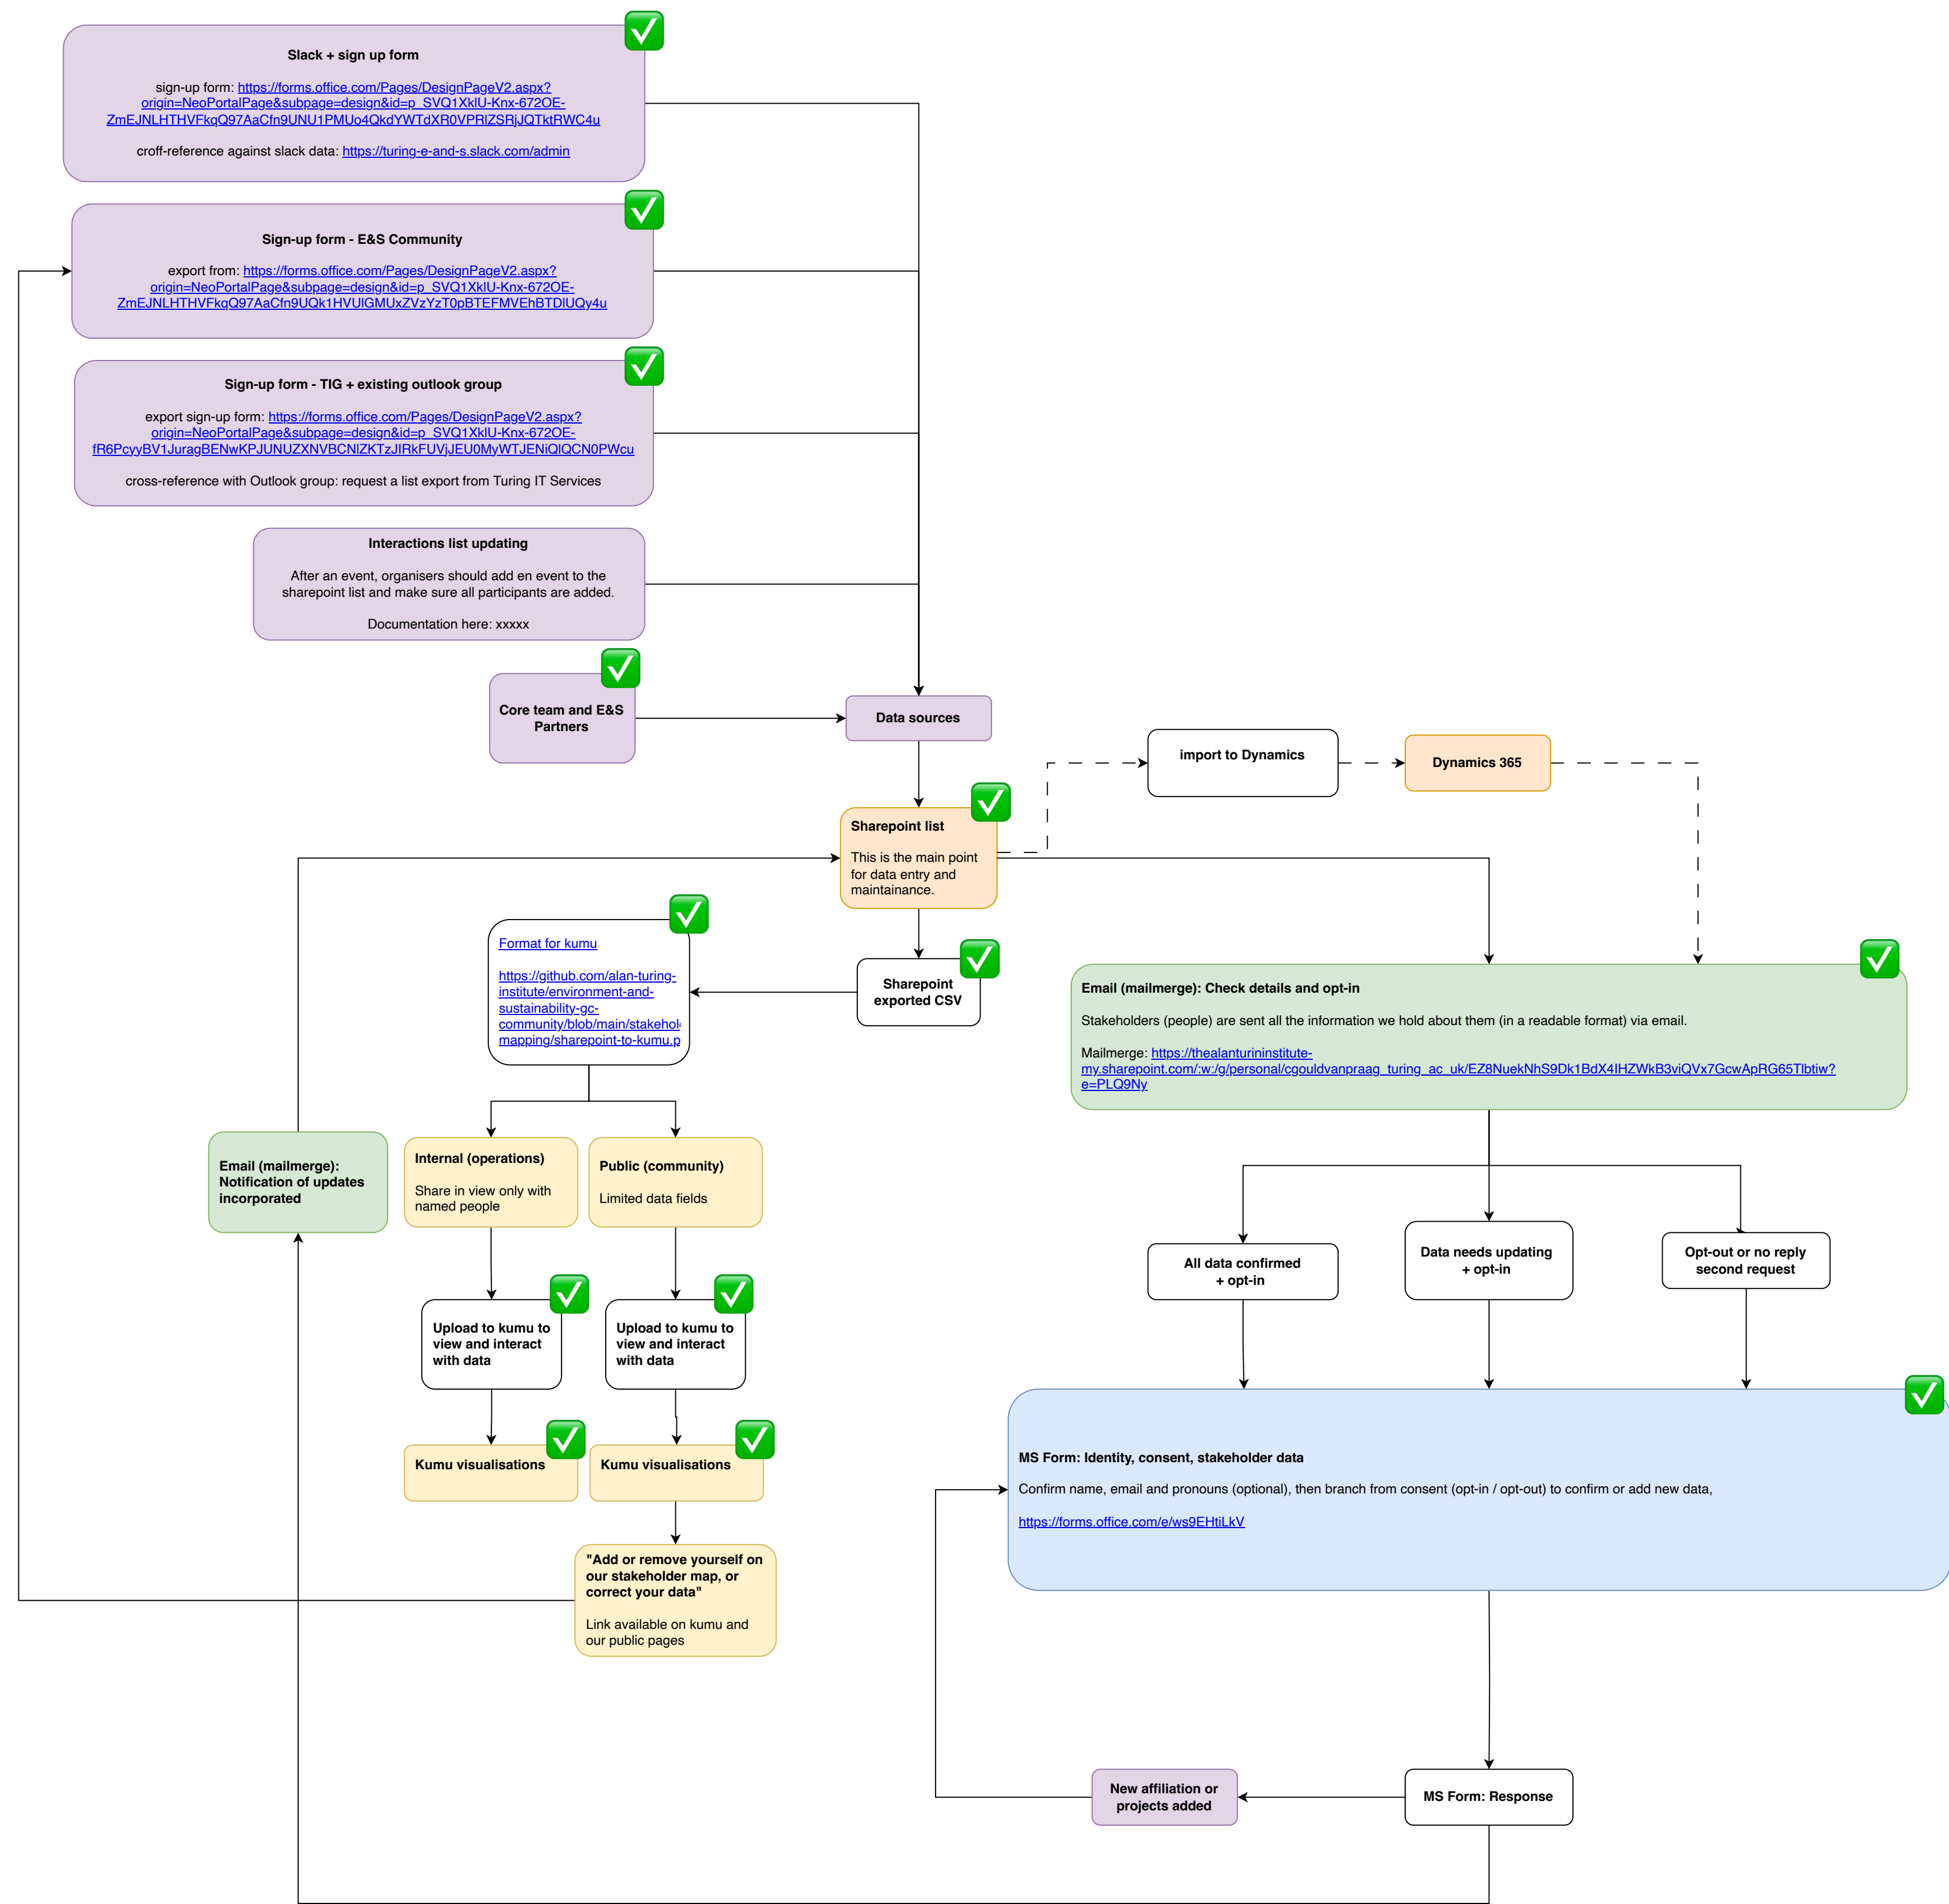 Slack + sign up form
sign-up form: https://forms.office.com/Pages/DesignPageV2.aspx?
origin=NeoPortalPage&subpage=design&id=p_SVQ1XklU-Knx-672OE-
ZmEJNLHTHVFkqQ97AaCfn9UNU1PMUo4QkdYWTdXR0VPRlZSRjJQTktRWC4u
croff-reference against slack data: https://turing-e-and-s.slack.com/admin
Sign-up form - E&S Community
export from: https://forms.office.com/Pages/DesignPageV2.aspx?
origin=NeoPortalPage&subpage=design&id=p_SVQ1XklU-Knx-672OE-
ZmEJNLHTHVFkqQ97AaCfn9UQk1HVUlGMUxZVzYzT0pBTEFMVEhBTDlUQy4u
Sign-up form - TIG + existing outlook group
export sign-up form: https://forms.office.com/Pages/DesignPageV2.aspx?
origin=NeoPortalPage&subpage=design&id=p_SVQ1XklU-Knx-672OE-
fR6PcyyBV1JuragBENwKPJUNUZXNVBCNlZKTzJIRkFUVjJEU0MyWTJENiQlQCN0PWcu
cross-reference with Outlook group: request a list export from Turing IT Services
Interactions list updating
After an event, organisers should add en event to the
sharepoint list and make sure all participants are added.
Documentation here: xxxxx
Core team and E&S
Partners
Data sources
import to Dynamics
Dynamics 365
Sharepoint list
This is the main point
for data entry and
maintainance.
Format for kumu
https://github.com/alan-turing-
institute/environment-and-
sustainability-gc-
community/blob/main/stakehol
mapping/sharepoint-to-kumu.p
Sharepoint
exported CSV
Email (mailmerge): Check details and opt-in
Stakeholders (people) are sent all the information we hold about them (in a readable format) via email.
Mailmerge: https://thealanturininstitute-
my.sharepoint.com/:w:/g/personal/cgouldvanpraag_turing_ac_uk/EZ8NuekNhS9Dk1BdX4IHZWkB3viQVx7GcwApRG65Tlbtiw?
e=PLQ9Ny
Email (mailmerge):
Notification of updates
incorporated
Internal (operations)
Share in view only with
named people
Public (community)
Limited data fields
All data confirmed
+ opt-in
Data needs updating
+ opt-in
Opt-out or no reply
second request
Upload to kumu to
view and interact
with data
Upload to kumu to
view and interact
with data
Kumu visualisations
Kumu visualisations
MS Form: Identity, consent, stakeholder data
Confirm name, email and pronouns (optional), then branch from consent (opt-in / opt-out) to confirm or add new data,
https://forms.office.com/e/ws9EHtiLkV
"Add or remove yourself on
our stakeholder map, or
correct your data"
Link available on kumu and
our public pages
New affiliation or
projects added
MS Form: Response